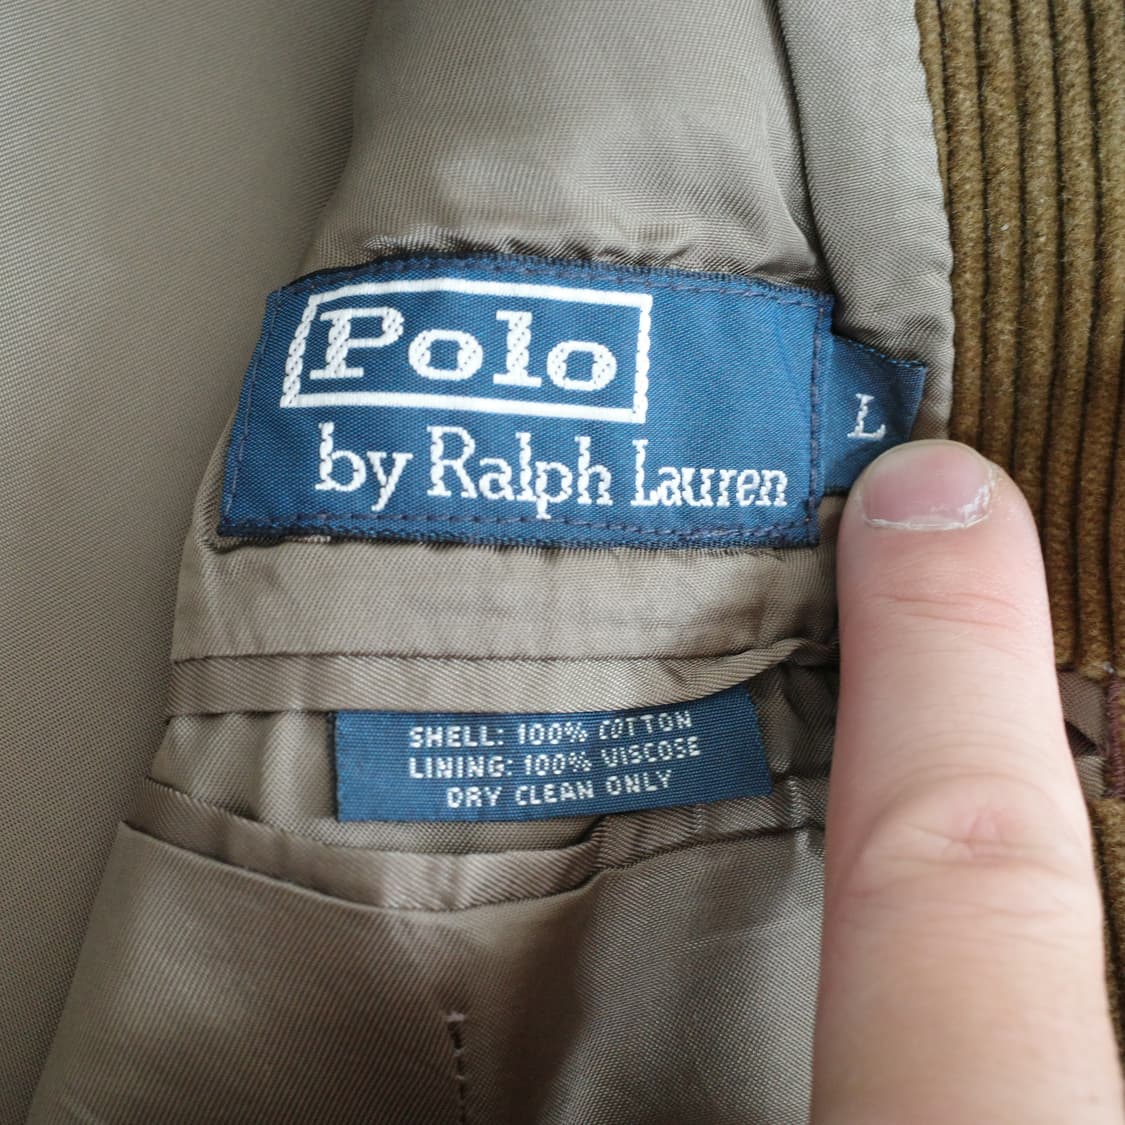 Polo
by Ralph Lauren
L
SHELL: 100% COTTON
LINING: 100% VISCOSE
DRY CLEAN ONLY